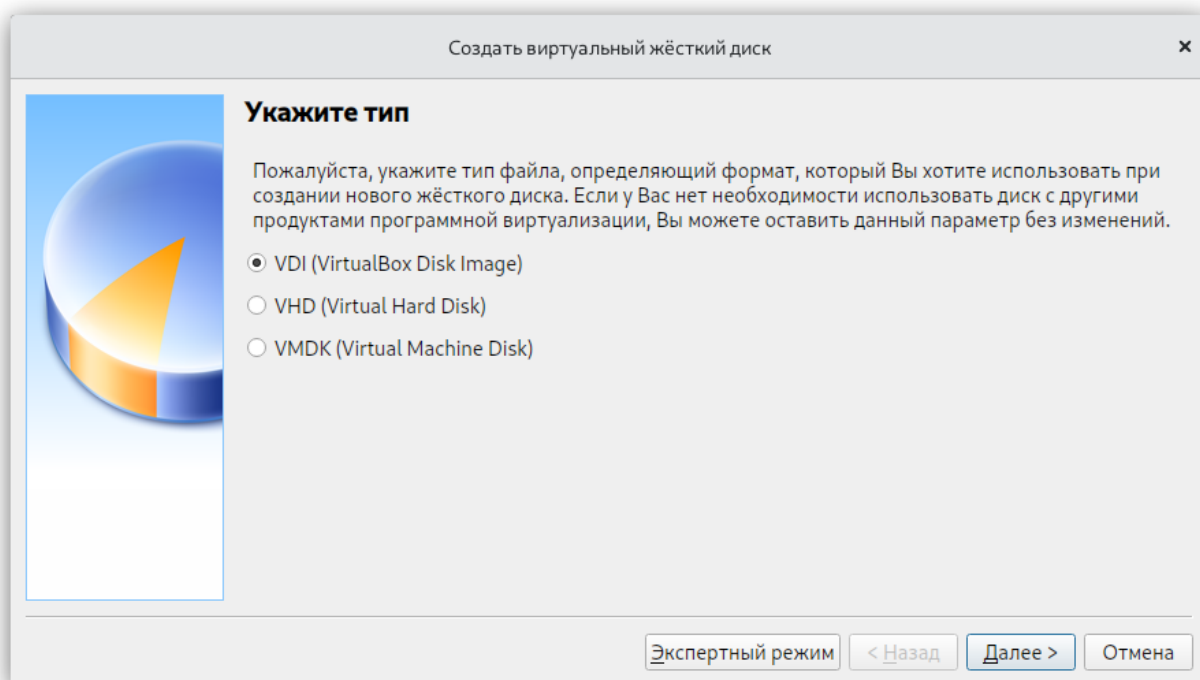 Создать виртуальный жёсткий диск
Укажите тип
Пожалуйста, укажите тип файла, определяющий формат, который Вы хотите использовать при
создании нового жёсткого диска. Если у Вас нет необходимости использовать диск с другими
продуктами программной виртуализации, Вы можете оставить данный параметр без изменений.
VDI (VirtualBox Disk Image)
VHD (Virtual Hard Disk)
VMDK (Virtual Machine Disk)
Экспертный режим
< Назад
Далее >
Отмена